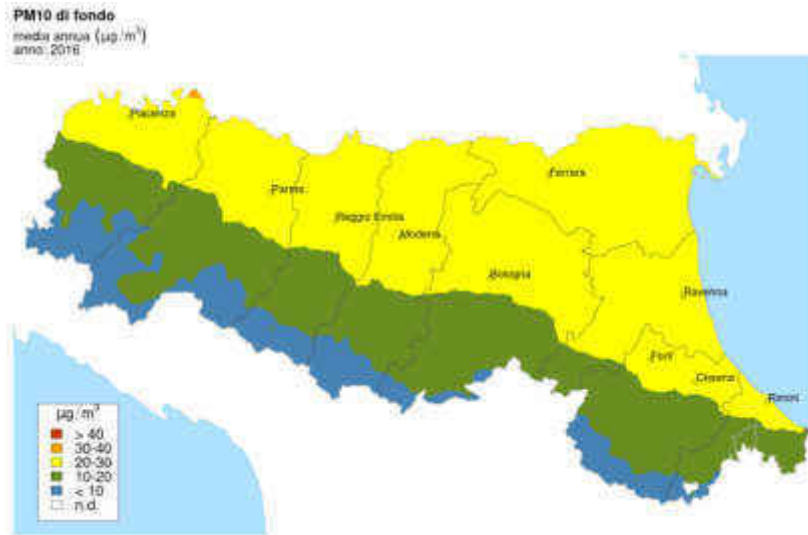 PM10 di fondo
media annua (µg/m³)
anno: 2016
Piacenza
Parma
Reggio Emilia
Modena
Ferrara
Bologna
Ravenna
Forlì
Cesena
Rimini
µg/m³
> 40
30-40
20-30
10-20
< 10
n.d.